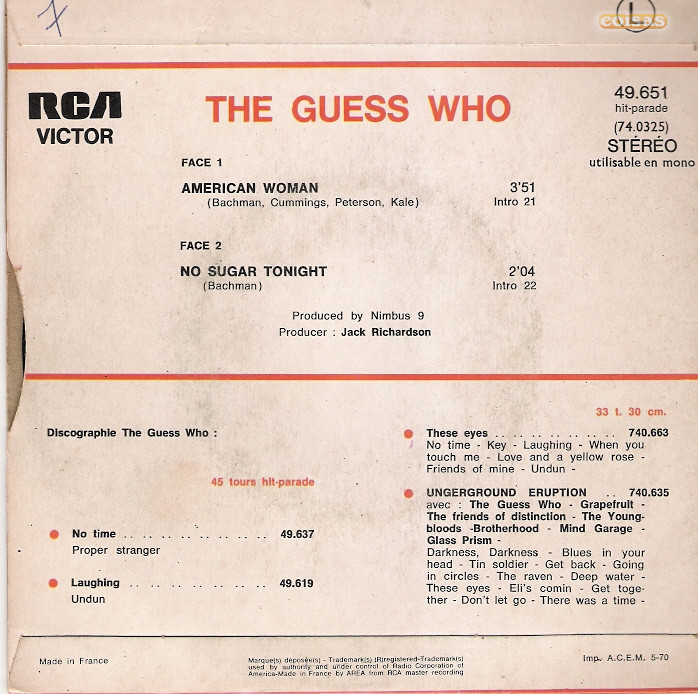 coisas
L
7
RCA
VICTOR
THE GUESS WHO
49.651
hit-parade
(74.0325)
STÉRÉO
utilisable en mono
FACE 1
AMERICAN WOMAN 3'51
(Bachman, Cummings, Peterson, Kale) Intro 21
FACE 2
NO SUGAR TONIGHT 2'04
(Bachman) Intro 22
Produced by Nimbus 9
Producer : Jack Richardson
Discographie The Guess Who :
45 tours hit-parade
No time .. .. .. .. .. .. .. .. .. 49.637
Proper stranger
Laughing .. .. .. .. .. .. .. .. 49.619
Undun
33 t. 30 cm.
These eyes .. .. .. .. .. .. .. 740.663
No time - Key - Laughing - When you
touch me - Love and a yellow rose -
Friends of mine - Undun -
UNGERGROUND ERUPTION .. 740.635
avec : The Guess Who - Grapefruit -
The friends of distinction - The Young-
bloods -Brotherhood - Mind Garage -
Glass Prism -
Darkness, Darkness - Blues in your
head - Tin soldier - Get back - Going
in circles - The raven - Deep water -
These eyes - Eli's comin - Get toge-
ther - Don't let go - There was a time -
Made in France
Marque(s) déposée(s) - Trademark(s) (R)registered-Trademark(s)
used by authority and under control of Radio Corporation of
America-Made in France by AREA from RCA master recording
Imp. A.C.E.M. 5-70